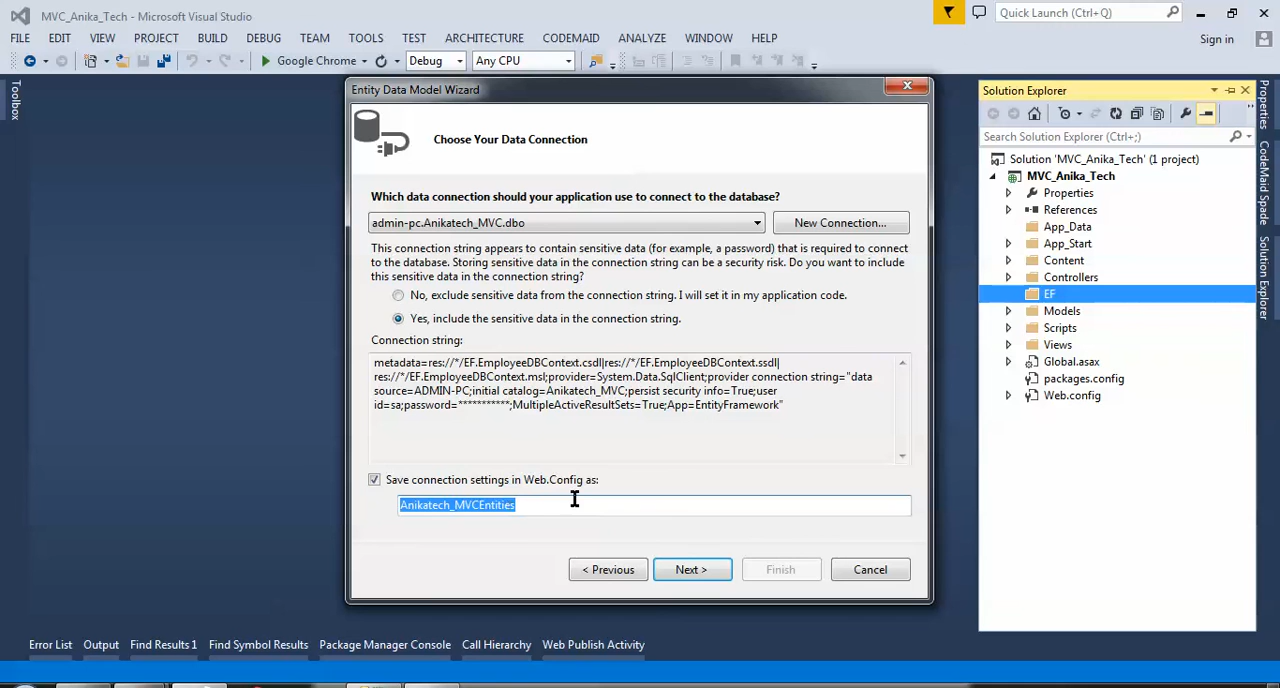 MVC_Anika_Tech - Microsoft Visual Studio
Quick Launch (Ctrl+Q)
FILE EDIT VIEW PROJECT BUILD DEBUG TEAM TOOLS TEST ARCHITECTURE CODEMAID ANALYZE WINDOW HELP
Sign in
Google Chrome Debug Any CPU
Toolbox
Entity Data Model Wizard
Choose Your Data Connection
Which data connection should your application use to connect to the database?
admin-pc.Anikatech_MVC.dbo
New Connection...
This connection string appears to contain sensitive data (for example, a password) that is required to connect
to the database. Storing sensitive data in the connection string can be a security risk. Do you want to include
this sensitive data in the connection string?
No, exclude sensitive data from the connection string. I will set it in my application code.
Yes, include the sensitive data in the connection string.
Connection string:
metadata=res://*/EF.EmployeeDBContext.csdl|res://*/EF.EmployeeDBContext.ssdl|
res://*/EF.EmployeeDBContext.msl;provider=System.Data.SqlClient;provider connection string="data
source=ADMIN-PC;initial catalog=Anikatech_MVC;persist security info=True;user
id=sa;password=**********;MultipleActiveResultSets=True;App=EntityFramework"
Save connection settings in Web.Config as:
Anikatech_MVCEntities
< Previous
Next >
Finish
Cancel
Solution Explorer
Search Solution Explorer (Ctrl+;)
Solution 'MVC_Anika_Tech' (1 project)
MVC_Anika_Tech
Properties
References
App_Data
App_Start
Content
Controllers
EF
Models
Scripts
Views
Global.asax
packages.config
Web.config
Properties
CodeMaid Spade
Solution Explorer
Error List Output Find Results 1 Find Symbol Results Package Manager Console Call Hierarchy Web Publish Activity